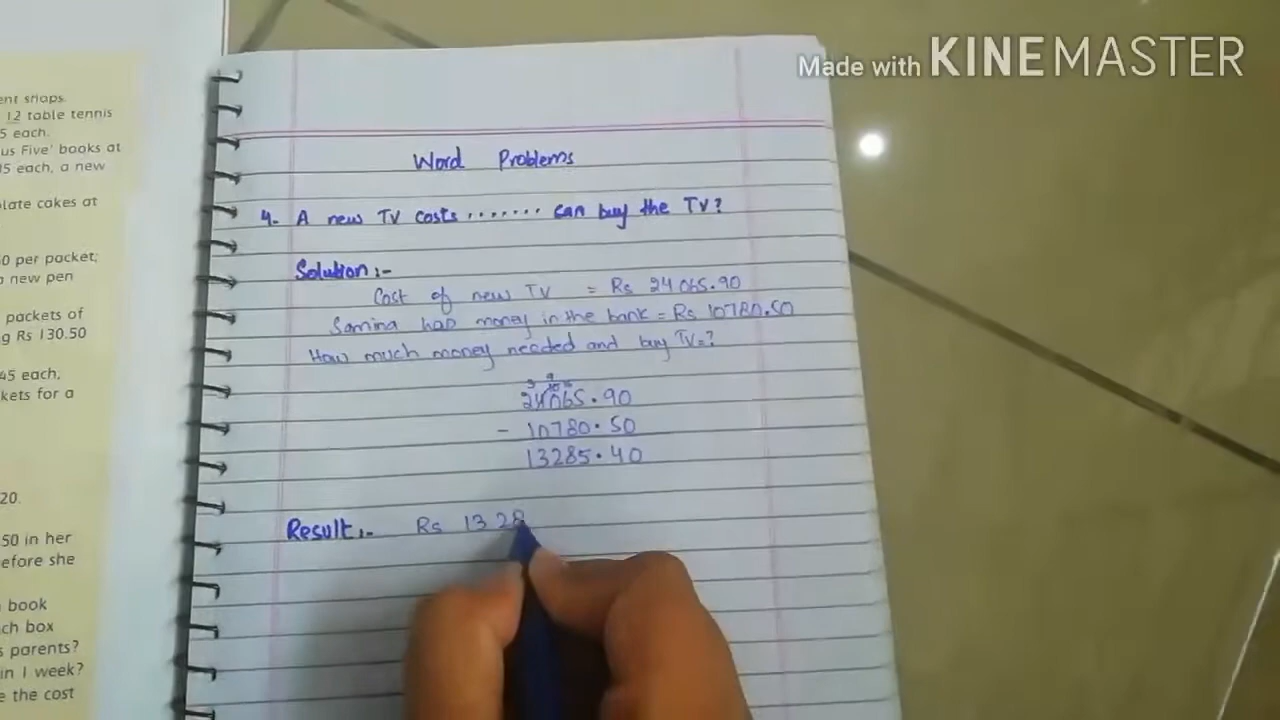 ent snaps.
12 table tennis
5 each.
us Five' books at
15 each, a new
late cakes at
0 per packet,
new pen
packets of
g Rs 130.50
45 each,
kets for a
20.
50 in her
efore she
book
ch box
s parents?
in 1 week?
e the cost
Made with KINEMASTER
Word Problems
4. A new TV costs ....... can buy the TV?
Solution:-
Cost of new TV = Rs 24065.90
Samina has money in the bank = Rs 10780.50
How much money needed and buy TV=?
24065.90
- 10780.50
13285.40
Result:- Rs 1328